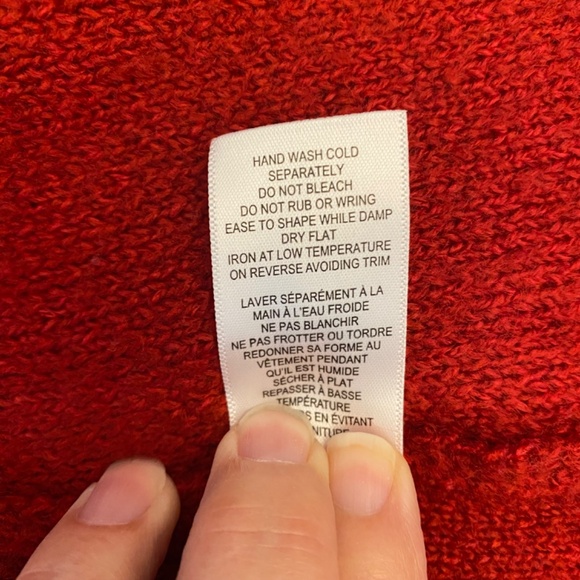 HAND WASH COLD
SEPARATELY
DO NOT BLEACH
DO NOT RUB OR WRING
EASE TO SHAPE WHILE DAMP
DRY FLAT
IRON AT LOW TEMPERATURE
ON REVERSE AVOIDING TRIM
LAVER SÉPARÉMENT À LA
MAIN À L'EAU FROIDE
NE PAS BLANCHIR
NE PAS FROTTER OU TORDRE
REDONNER SA FORME AU
VÊTEMENT PENDANT
QU'IL EST HUMIDE
SÉCHER À PLAT
REPASSER À BASSE
TEMPÉRATURE
EN ÉVITANT